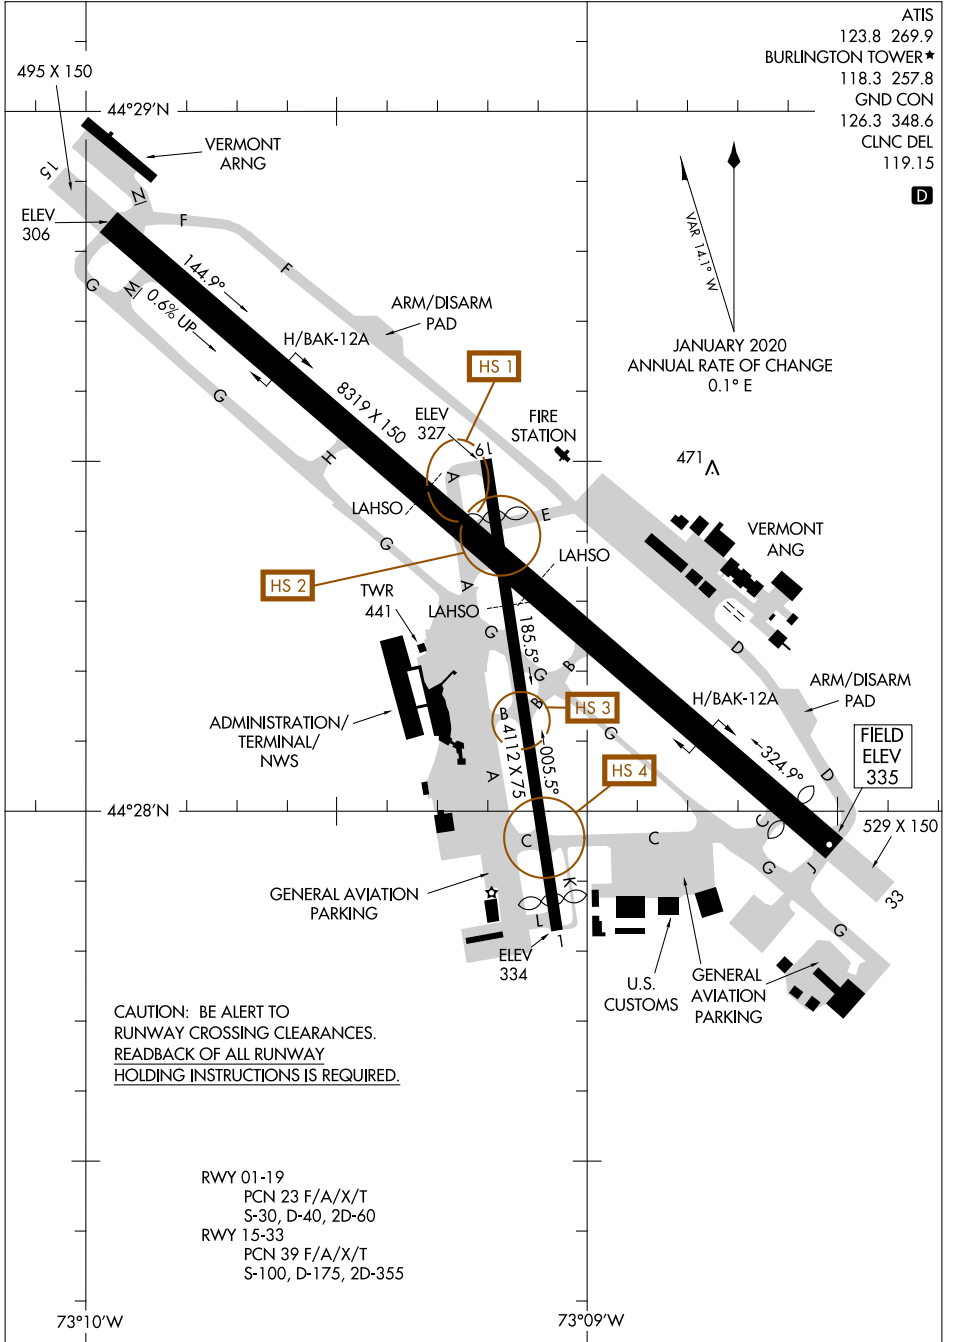 ATIS
123.8 269.9
BURLINGTON TOWER★
118.3 257.8
GND CON
126.3 348.6
CLNC DEL
119.15
D
495 X 150
44°29'N
VERMONT
ARNG
15
ELEV
306
N
F
F
G
M
144.9°
0.6% UP
VAR 14.1° W
ARM/DISARM
PAD
H/BAK-12A
JANUARY 2020
ANNUAL RATE OF CHANGE
0.1° E
HS 1
G
8319 X 150
ELEV
327
FIRE
STATION
19
471
H
A
LAHSO
E
VERMONT
ANG
G
LAHSO
HS 2
A
TWR
441
LAHSO
185.5°
G
G
B
D
B
ARM/DISARM
PAD
H/BAK-12A
HS 3
B
4112 X 75
005.5°
G
ADMINISTRATION/
TERMINAL/
NWS
FIELD
ELEV
335
324.9°
D
A
HS 4
44°28'N
529 X 150
C
C
C
J
G
K
33
GENERAL AVIATION
PARKING
L
1
G
ELEV
334
U.S.
CUSTOMS
GENERAL
AVIATION
PARKING
CAUTION: BE ALERT TO
RUNWAY CROSSING CLEARANCES.
READBACK OF ALL RUNWAY
HOLDING INSTRUCTIONS IS REQUIRED.
RWY 01-19
PCN 23 F/A/X/T
S-30, D-40, 2D-60
RWY 15-33
PCN 39 F/A/X/T
S-100, D-175, 2D-355
73°10'W
73°09'W